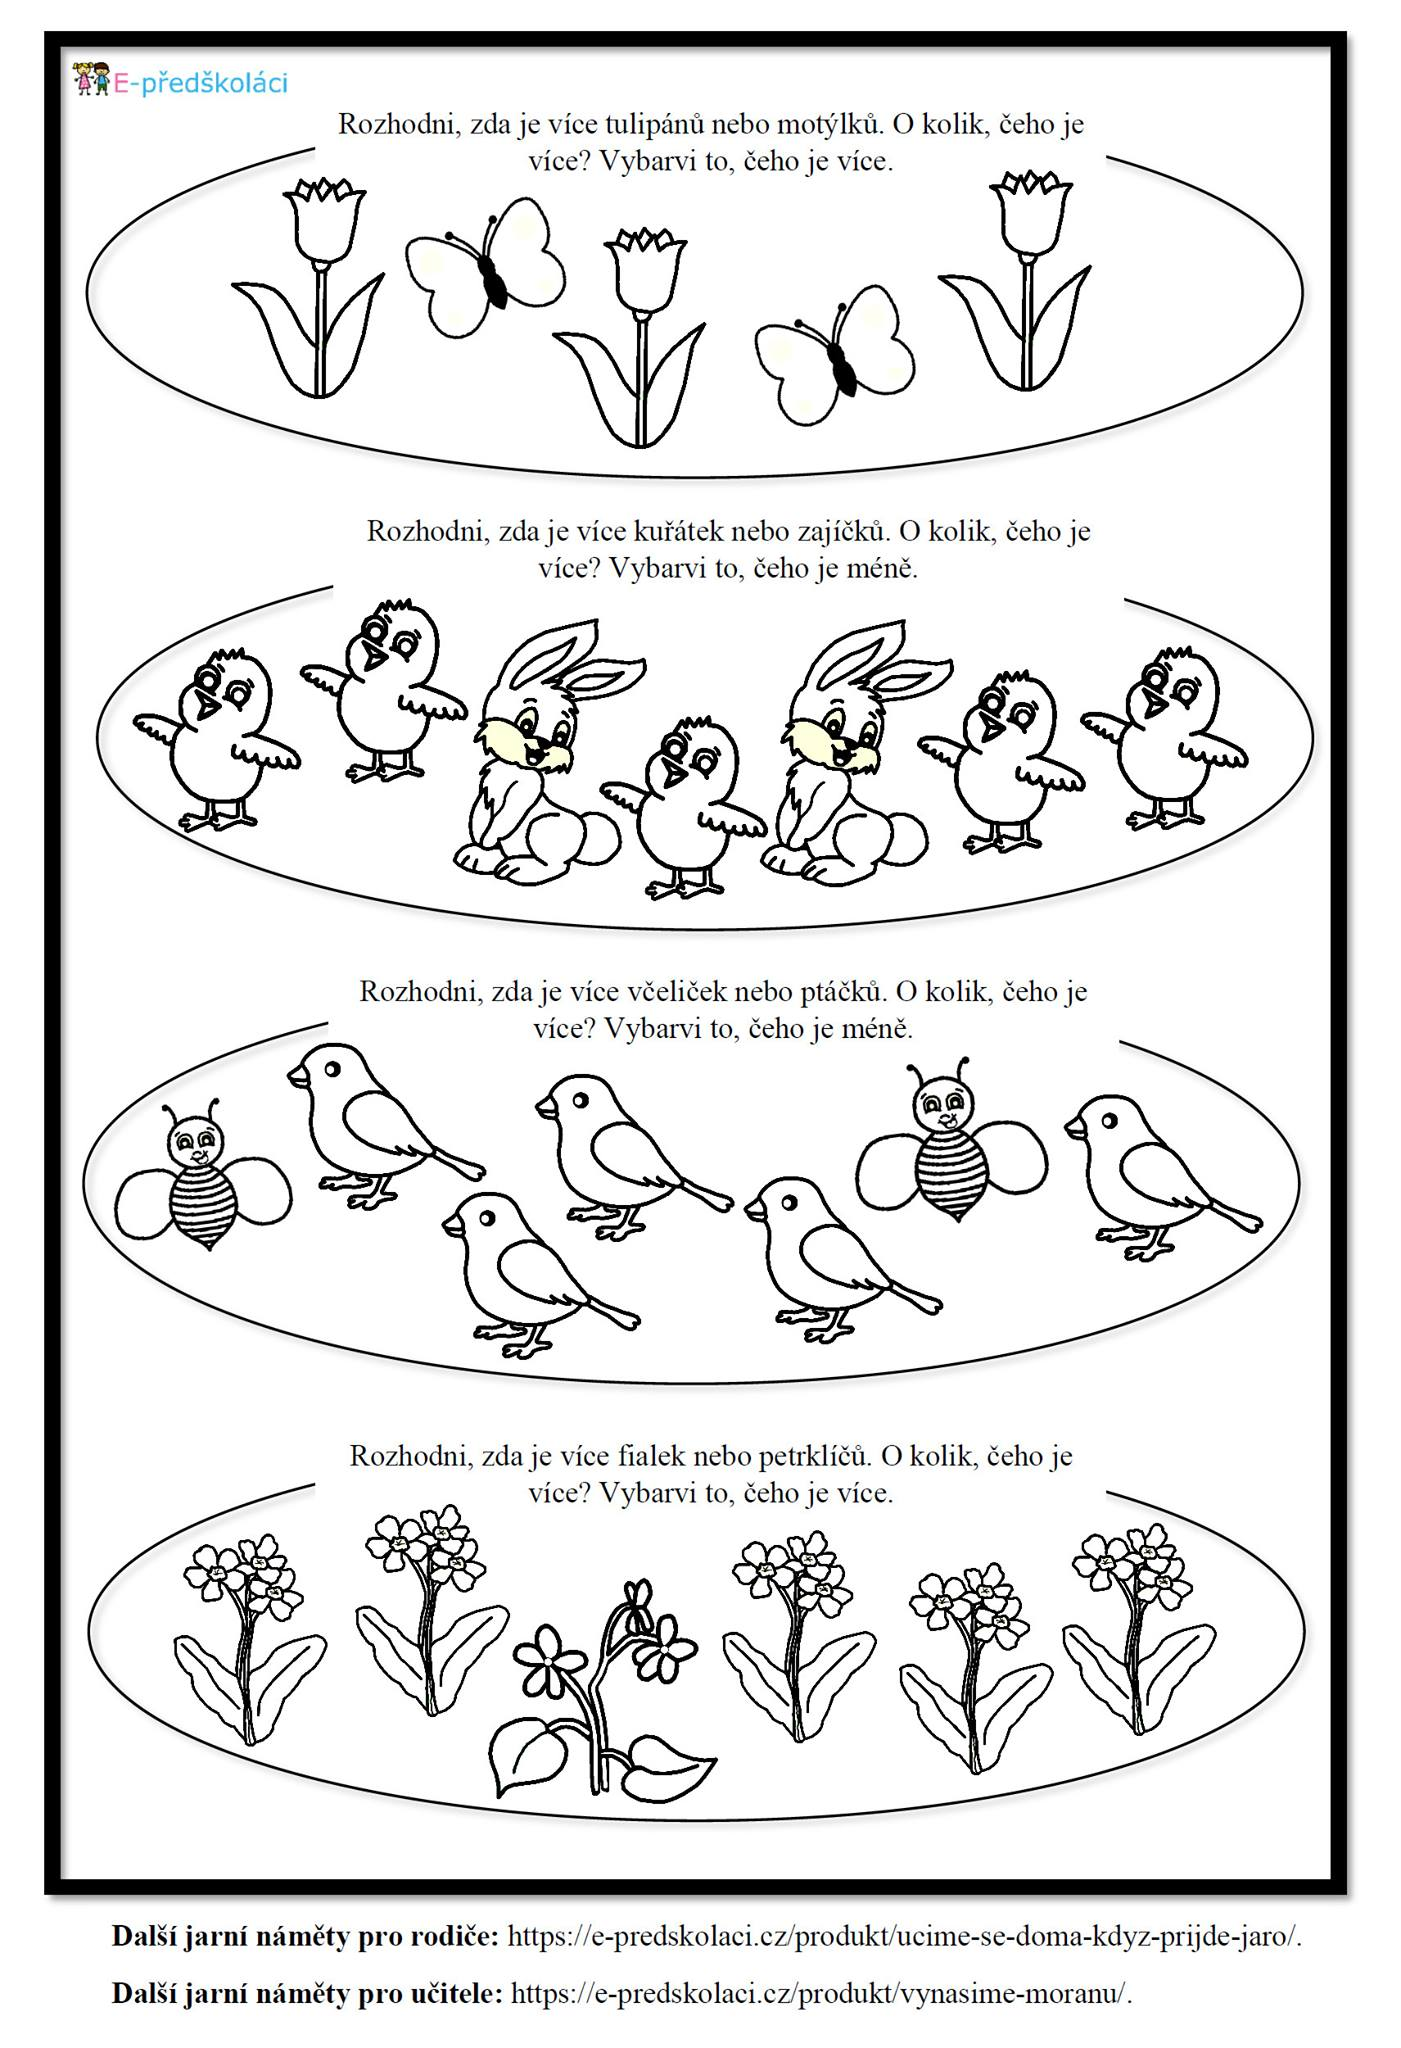 E-předškoláci
Rozhodni, zda je více tulipánů nebo motýlků. O kolik, čeho je
více? Vybarvi to, čeho je více.
Rozhodni, zda je více kuřátek nebo zajíčků. O kolik, čeho je
více? Vybarvi to, čeho je méně.
Rozhodni, zda je více včeliček nebo ptáčků. O kolik, čeho je
více? Vybarvi to, čeho je méně.
Rozhodni, zda je více fialek nebo petrklíčů. O kolik, čeho je
více? Vybarvi to, čeho je více.
Další jarní náměty pro rodiče: https://e-predskolaci.cz/produkt/ucime-se-doma-kdyz-prijde-jaro/.
Další jarní náměty pro učitele: https://e-predskolaci.cz/produkt/vynasime-moranu/.